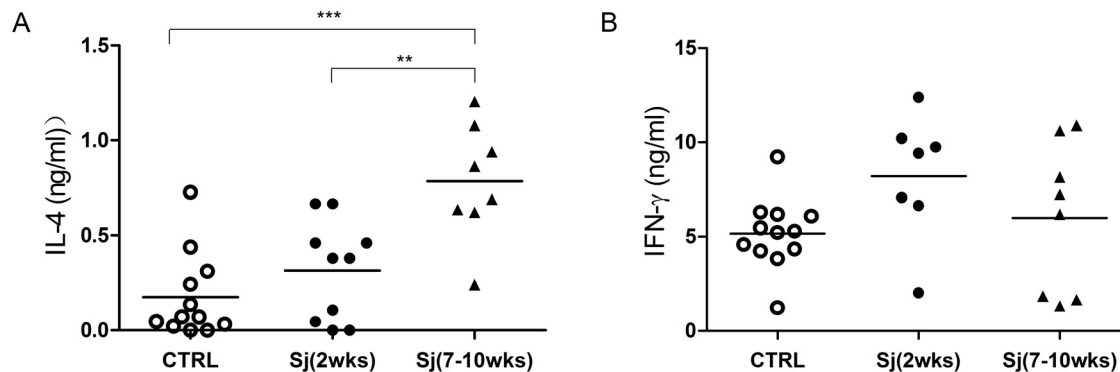 A
***
**
IL-4 (ng/ml)）
1.5
1.0
0.5
0.0
CTRL Sj(2wks) Sj(7-10wks)
B
IFN-γ (ng/ml)
15
10
5
0
CTRL Sj(2wks) Sj(7-10wks)